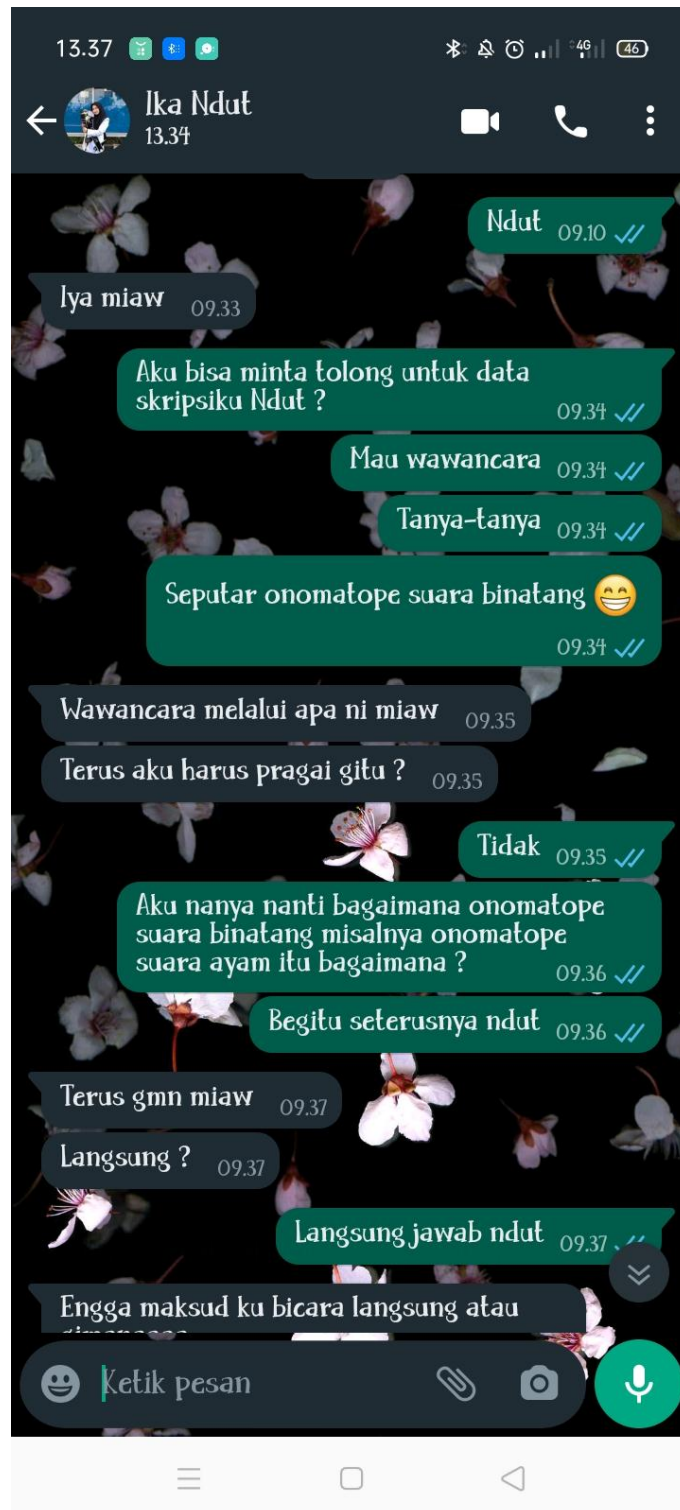 13.37
4G
46
Ika Ndut
13.34
Ndut 09.10
Iya miaw 09.33
Aku bisa minta tolong untuk data
skripsiku Ndut ? 09.34
Mau wawancara 09.34
Tanya-tanya 09.34
Seputar onomatope suara binatang 😁
09.34
Wawancara melalui apa ni miaw 09.35
Terus aku harus pragai gitu ? 09.35
Tidak 09.35
Aku nanya nanti bagaimana onomatope
suara binatang misalnya onomatope
suara ayam itu bagaimana ? 09.36
Begitu seterusnya ndut 09.36
Terus gmn miaw 09.37
Langsung ? 09.37
Langsung jawab ndut 09.37
Engga maksud ku bicara langsung atau
Ketik pesan